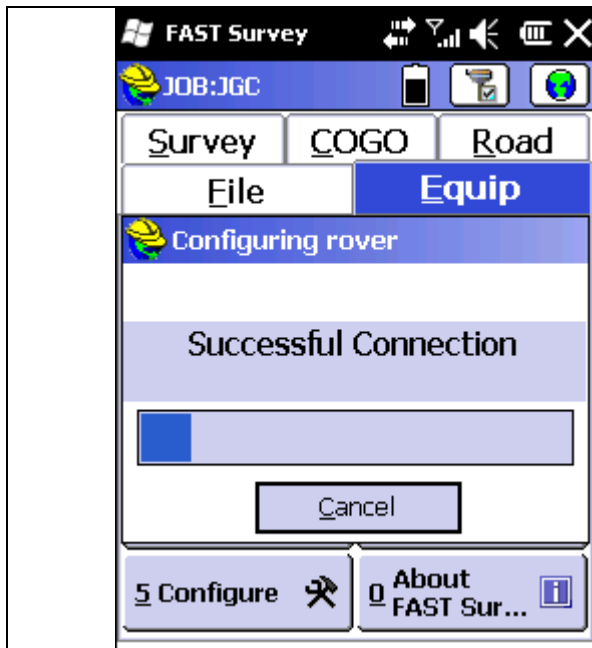 FAST Survey
JOB:JGC
Survey COGO Road
File Equip
Configuring rover
Successful Connection
Cancel
5 Configure 0 About
FAST Sur...